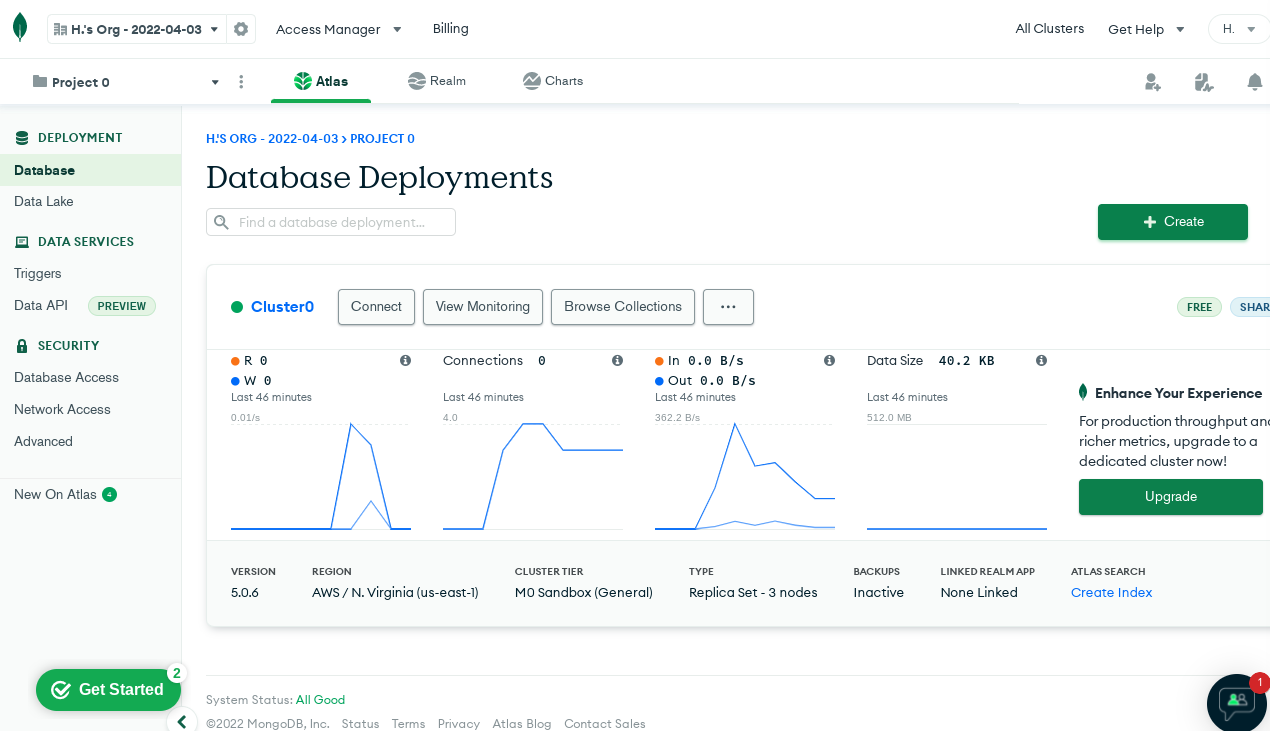 H.'s Org - 2022-04-03
Access Manager
Billing
All Clusters
Get Help
H.
Project 0
Atlas
Realm
Charts
DEPLOYMENT
Database
Data Lake
DATA SERVICES
Triggers
Data API PREVIEW
SECURITY
Database Access
Network Access
Advanced
New On Atlas 4
Get Started 2
H.'S ORG - 2022-04-03 > PROJECT 0
Database Deployments
Find a database deployment...
Create
Cluster0
Connect
View Monitoring
Browse Collections
...
FREE
SHAR
R 0
W 0
Last 46 minutes
0.01/s
Connections 0
Last 46 minutes
4.0
In 0.0 B/s
Out 0.0 B/s
Last 46 minutes
362.2 B/s
Data Size 40.2 KB
Last 46 minutes
512.0 MB
Enhance Your Experience
For production throughput and
richer metrics, upgrade to a
dedicated cluster now!
Upgrade
VERSION
5.0.6
REGION
AWS / N. Virginia (us-east-1)
CLUSTER TIER
M0 Sandbox (General)
TYPE
Replica Set - 3 nodes
BACKUPS
Inactive
LINKED REALM APP
None Linked
ATLAS SEARCH
Create Index
System Status: All Good
©2022 MongoDB, Inc. Status Terms Privacy Atlas Blog Contact Sales
1